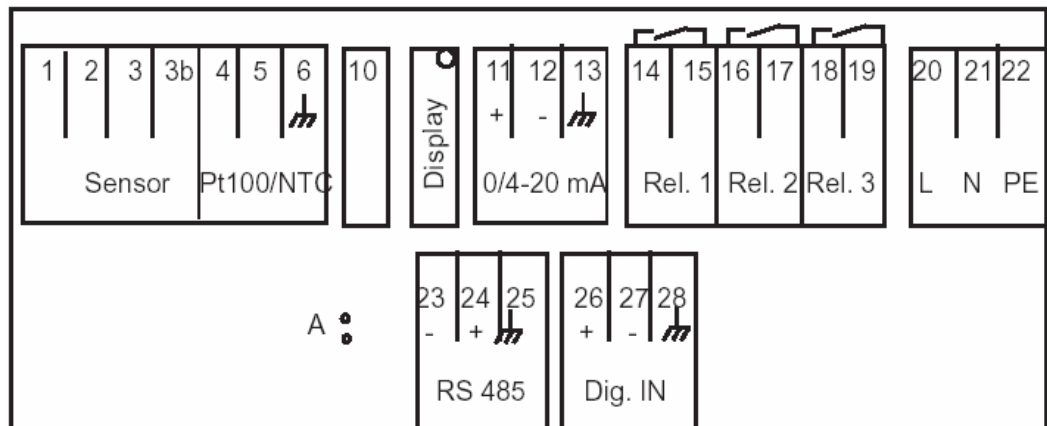 1 2 3 3b 4 5 6 10 11 12 13 14 15 16 17 18 19 20 21 22
+ -
Display
Sensor Pt100/NTC 0/4-20 mA Rel. 1 Rel. 2 Rel. 3 L N PE
23 24 25 26 27 28
A
- + + -
RS 485 Dig. IN